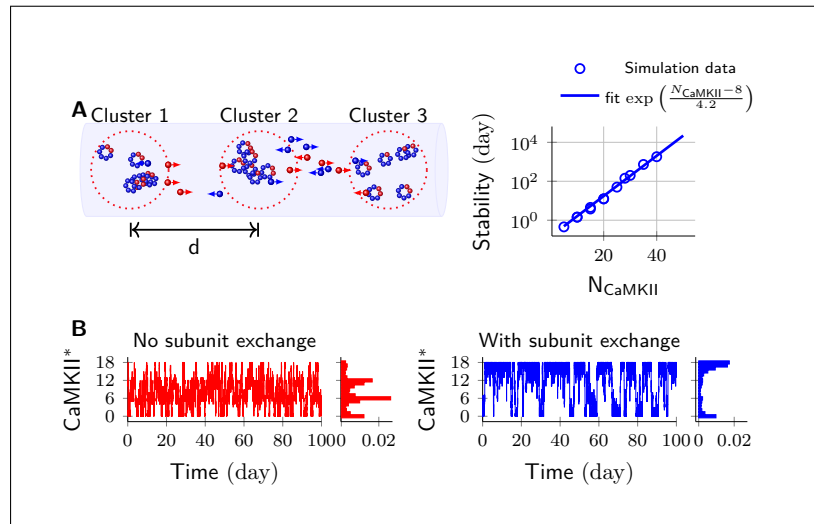 A
Cluster 1 Cluster 2 Cluster 3
d
Simulation data
fit exp ( N_CaMKII−8 / 4.2 )
Stability (day)
10^4
10^2
10^0
20 40
N_CaMKII
B
No subunit exchange
CaMKII*
18
12
6
0
0 20 40 60 80 100
0 0.02
Time (day)
With subunit exchange
CaMKII*
18
12
6
0
0 20 40 60 80 100
0 0.02
Time (day)